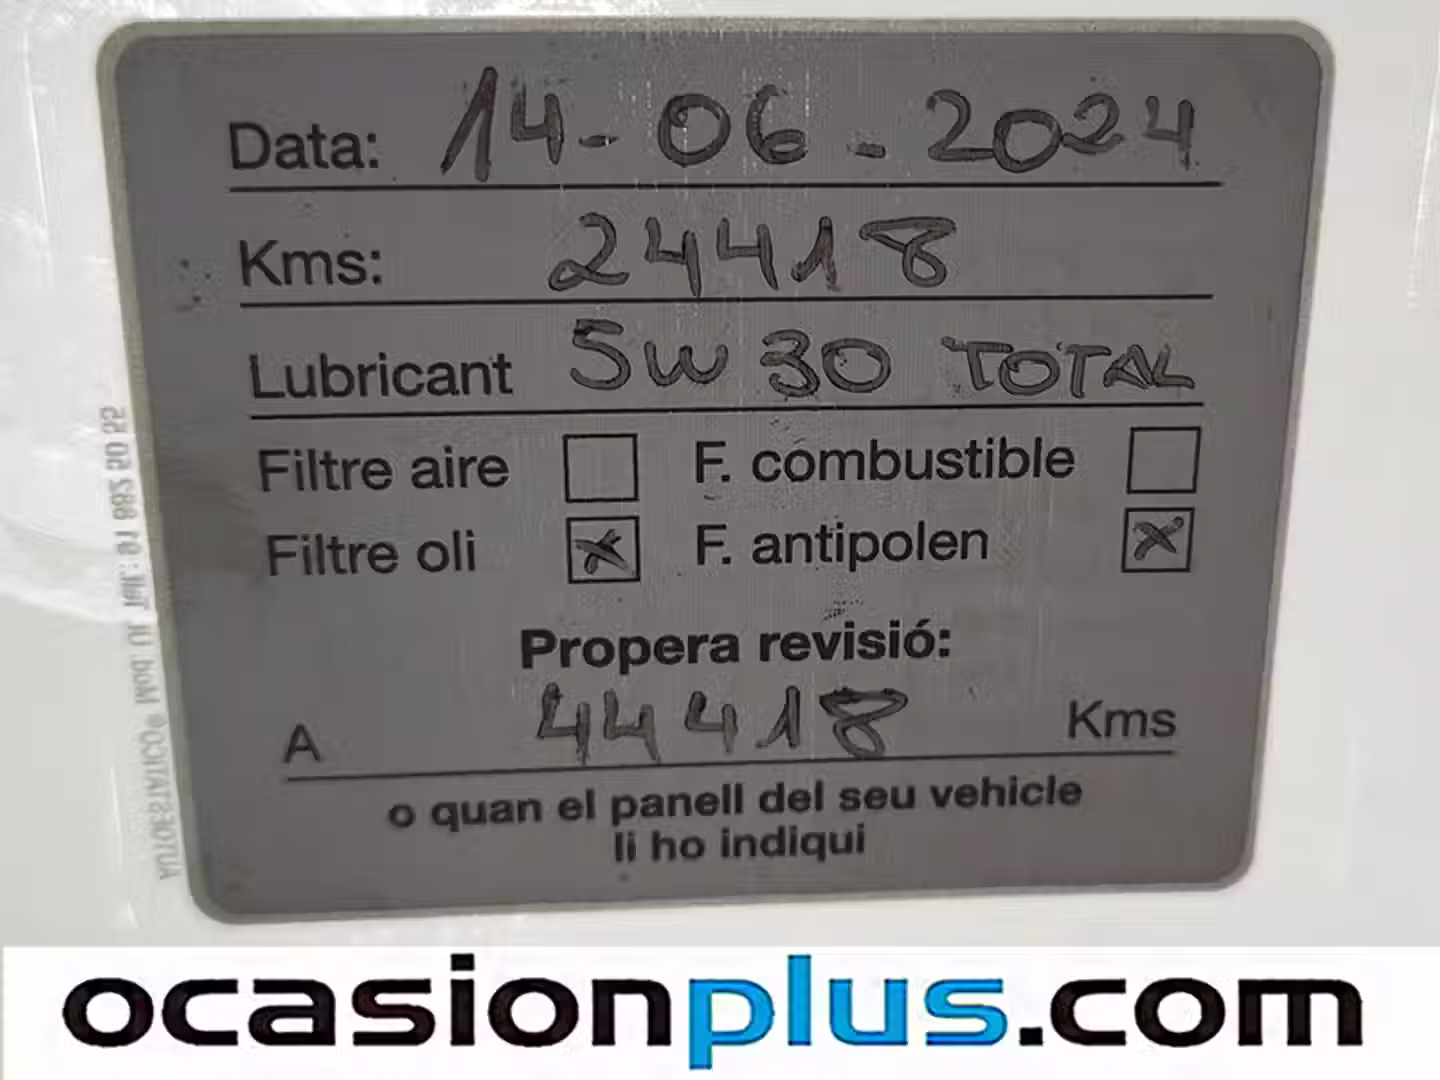 Data: 14-06-2024
Kms: 24418
Lubricant 5W30 TOTAL
Filtre aire F. combustible
Filtre oli F. antipolen
Propera revisió:
A 44418 Kms
o quan el panell del seu vehicle
li ho indiqui
ocasionplus.com